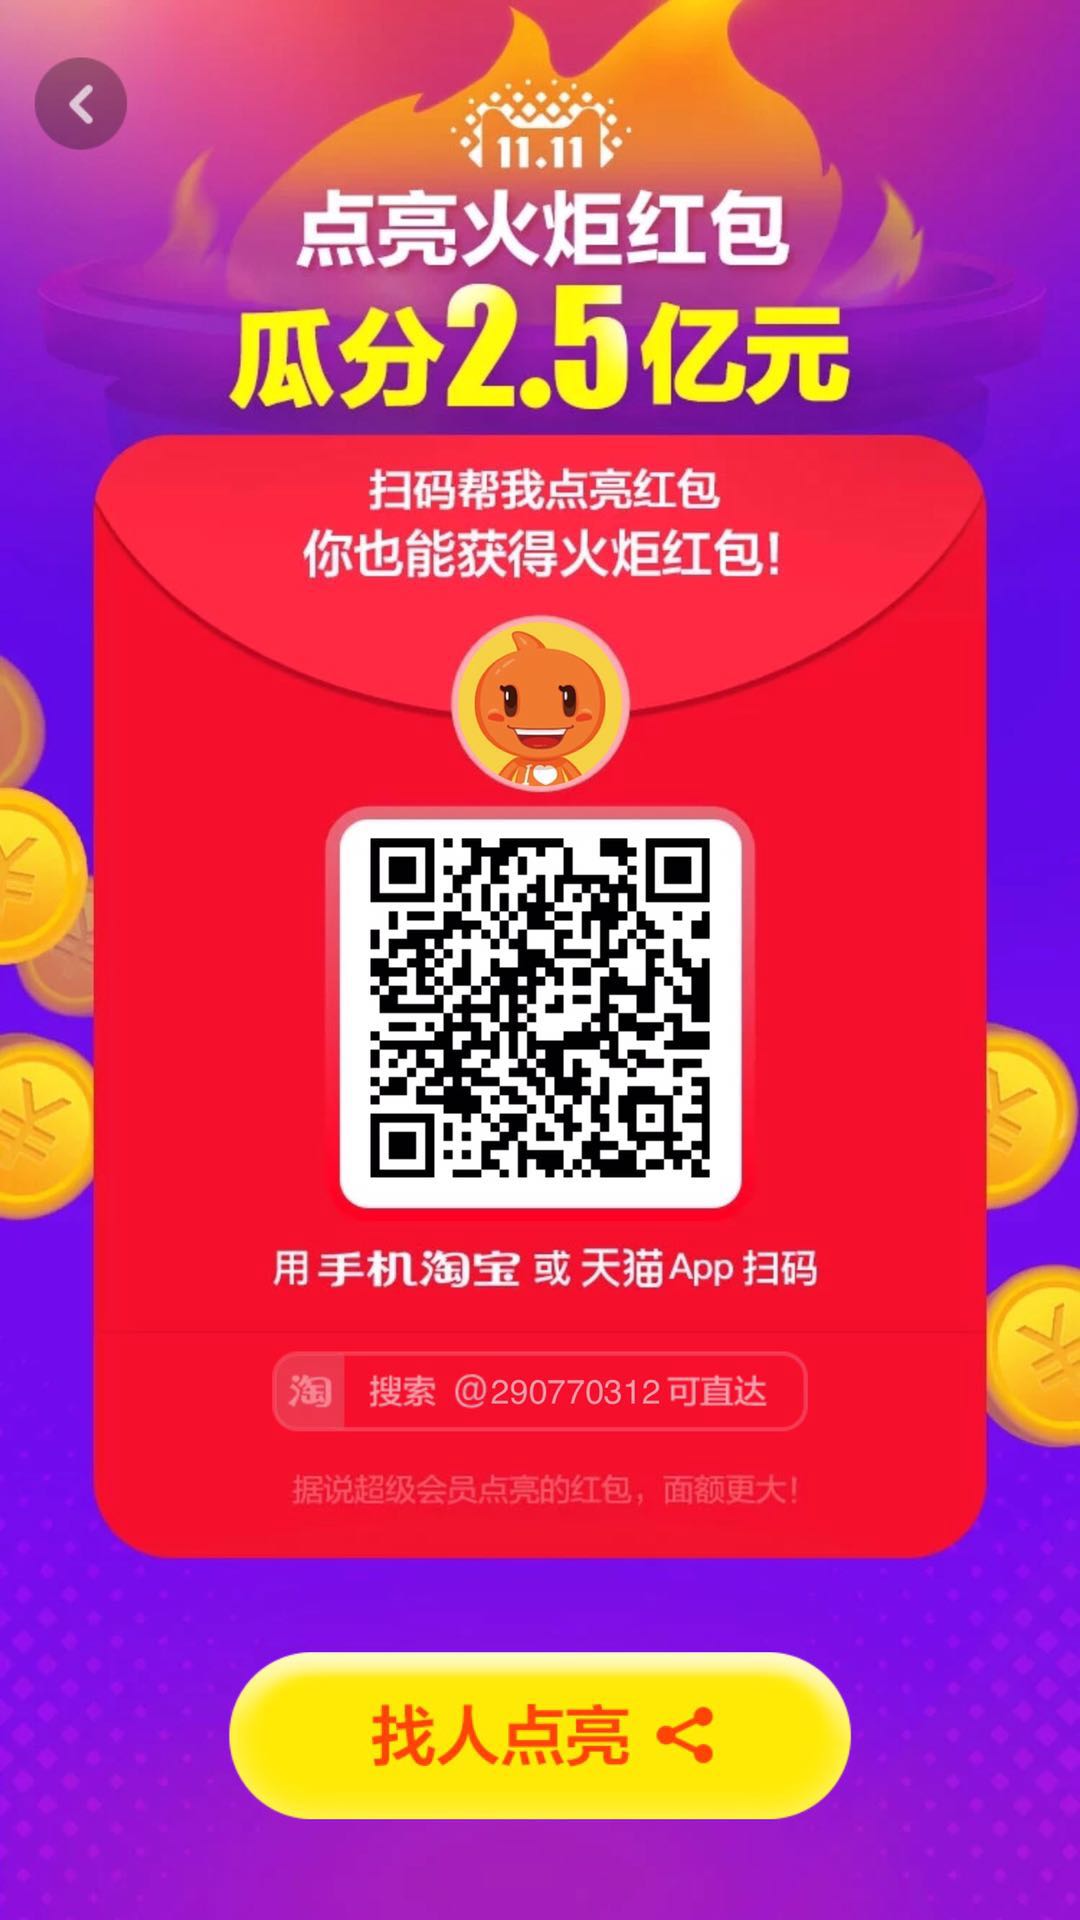 11.11
点亮火炬红包
瓜分2.5亿元
扫码帮我点亮红包
你也能获得火炬红包!
I
用 手机淘宝 或 天猫App 扫码
淘 搜索 @290770312 可直达
据说超级会员点亮的红包，面额更大!
找人点亮